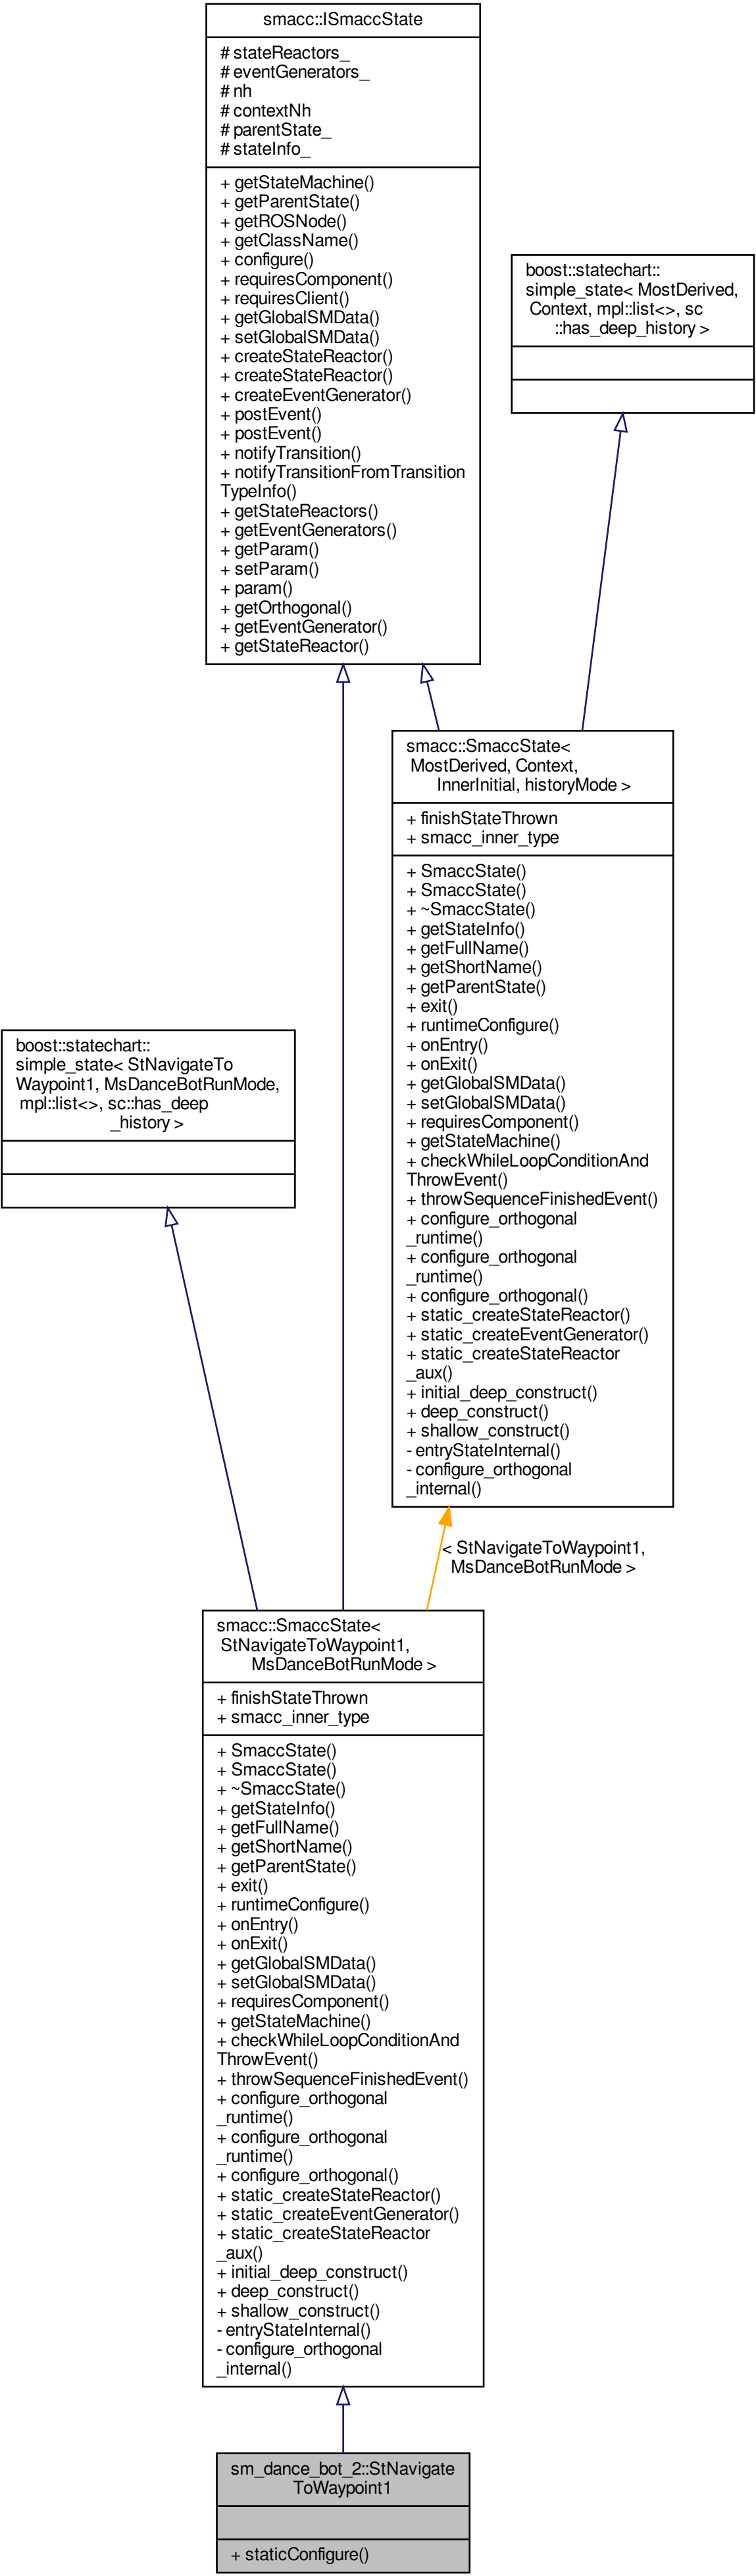 smacc::ISmaccState
# stateReactors_
# eventGenerators_
# nh
# contextNh
# parentState_
# stateInfo_
+ getStateMachine()
+ getParentState()
+ getROSNode()
+ getClassName()
+ configure()
+ requiresComponent()
+ requiresClient()
+ getGlobalSMData()
+ setGlobalSMData()
+ createStateReactor()
+ createStateReactor()
+ createEventGenerator()
+ postEvent()
+ postEvent()
+ notifyTransition()
+ notifyTransitionFromTransition
TypeInfo()
+ getStateReactors()
+ getEventGenerators()
+ getParam()
+ setParam()
+ param()
+ getOrthogonal()
+ getEventGenerator()
+ getStateReactor()
boost::statechart::
simple_state< MostDerived,
Context, mpl::list<>, sc
::has_deep_history >
smacc::SmaccState<
MostDerived, Context,
InnerInitial, historyMode >
+ finishStateThrown
+ smacc_inner_type
+ SmaccState()
+ SmaccState()
+ ~SmaccState()
+ getStateInfo()
+ getFullName()
+ getShortName()
+ getParentState()
+ exit()
+ runtimeConfigure()
+ onEntry()
+ onExit()
+ getGlobalSMData()
+ setGlobalSMData()
+ requiresComponent()
+ getStateMachine()
+ checkWhileLoopConditionAnd
ThrowEvent()
+ throwSequenceFinishedEvent()
+ configure_orthogonal
_runtime()
+ configure_orthogonal
_runtime()
+ configure_orthogonal()
+ static_createStateReactor()
+ static_createEventGenerator()
+ static_createStateReactor
_aux()
+ initial_deep_construct()
+ deep_construct()
+ shallow_construct()
- entryStateInternal()
- configure_orthogonal
_internal()
boost::statechart::
simple_state< StNavigateTo
Waypoint1, MsDanceBotRunMode,
mpl::list<>, sc::has_deep
_history >
< StNavigateToWaypoint1,
MsDanceBotRunMode >
smacc::SmaccState<
StNavigateToWaypoint1,
MsDanceBotRunMode >
+ finishStateThrown
+ smacc_inner_type
+ SmaccState()
+ SmaccState()
+ ~SmaccState()
+ getStateInfo()
+ getFullName()
+ getShortName()
+ getParentState()
+ exit()
+ runtimeConfigure()
+ onEntry()
+ onExit()
+ getGlobalSMData()
+ setGlobalSMData()
+ requiresComponent()
+ getStateMachine()
+ checkWhileLoopConditionAnd
ThrowEvent()
+ throwSequenceFinishedEvent()
+ configure_orthogonal
_runtime()
+ configure_orthogonal
_runtime()
+ configure_orthogonal()
+ static_createStateReactor()
+ static_createEventGenerator()
+ static_createStateReactor
_aux()
+ initial_deep_construct()
+ deep_construct()
+ shallow_construct()
- entryStateInternal()
- configure_orthogonal
_internal()
sm_dance_bot_2::StNavigate
ToWaypoint1
+ staticConfigure()